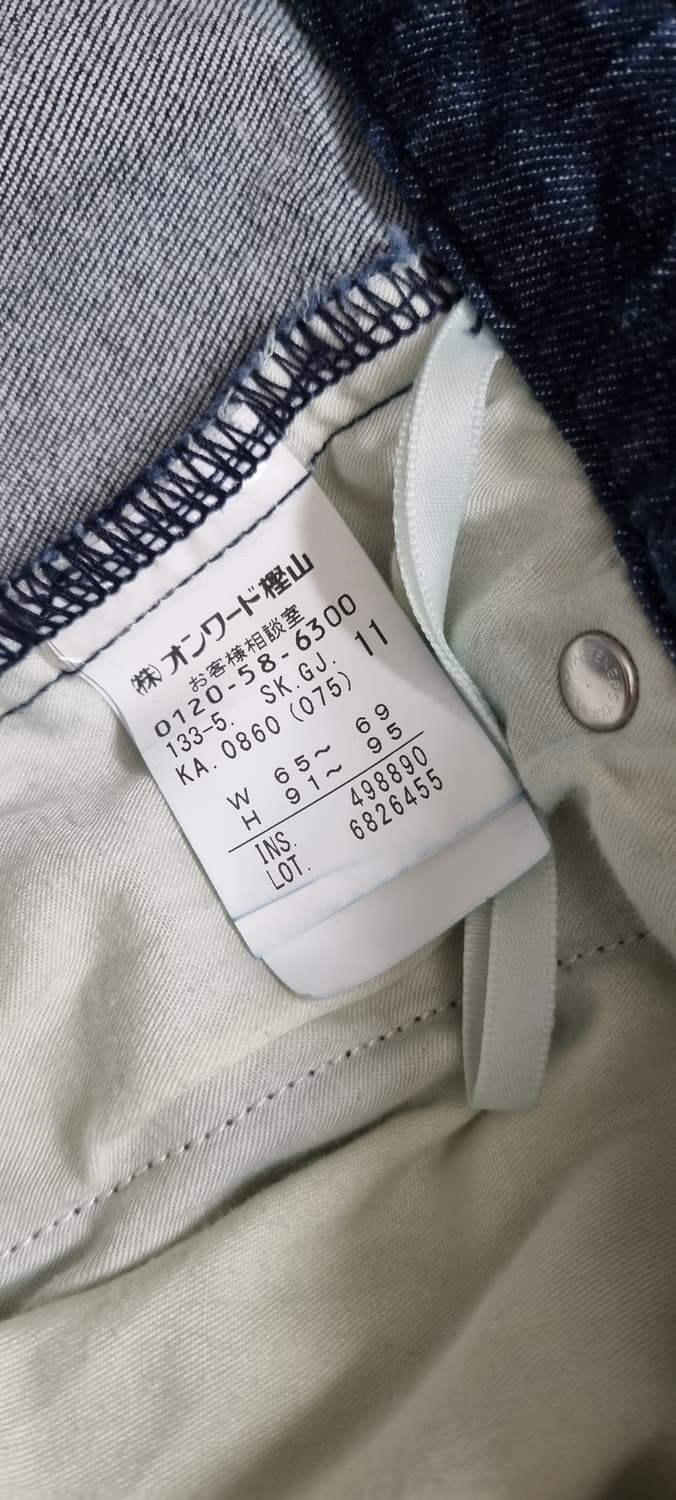 (株)オンワード樫山
お客様相談室
0120-58-6300
133-5. SK.GJ. 11
KA.0860(075)
W 65~ 69
H 91~ 95
INS. 498890
LOT. 6826455